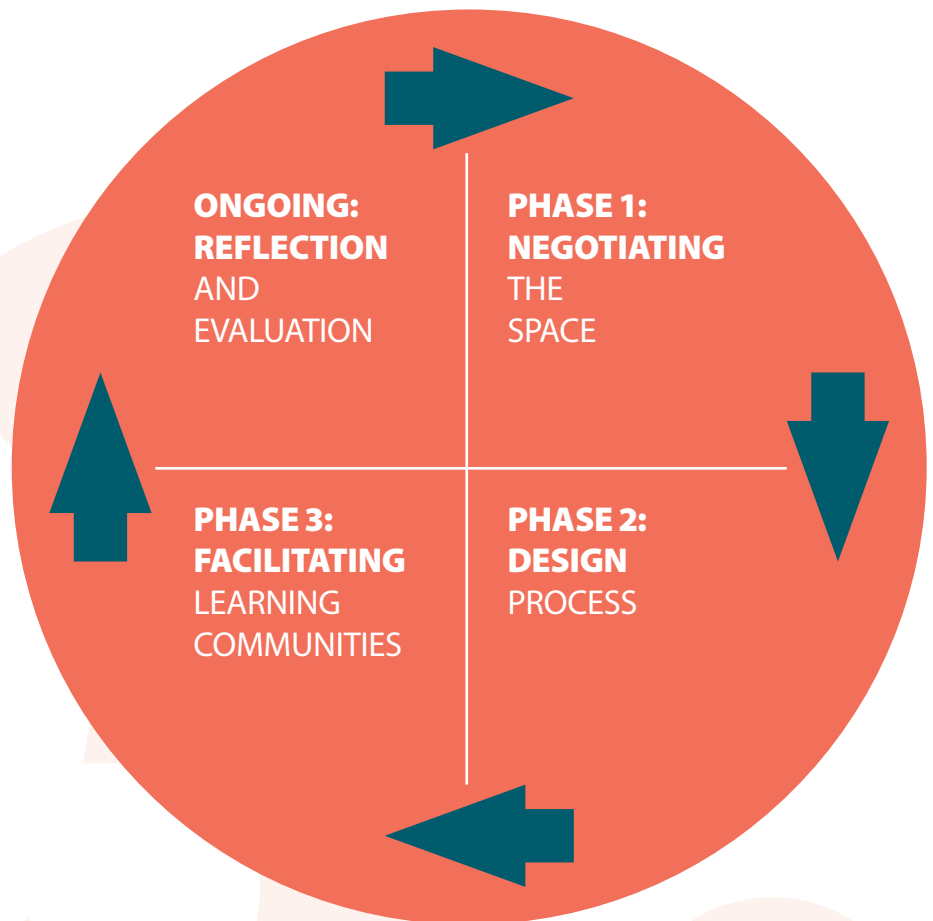 ONGOING:
REFLECTION
AND
EVALUATION
PHASE 1:
NEGOTIATING
THE
SPACE
PHASE 3:
FACILITATING
LEARNING
COMMUNITIES
PHASE 2:
DESIGN
PROCESS